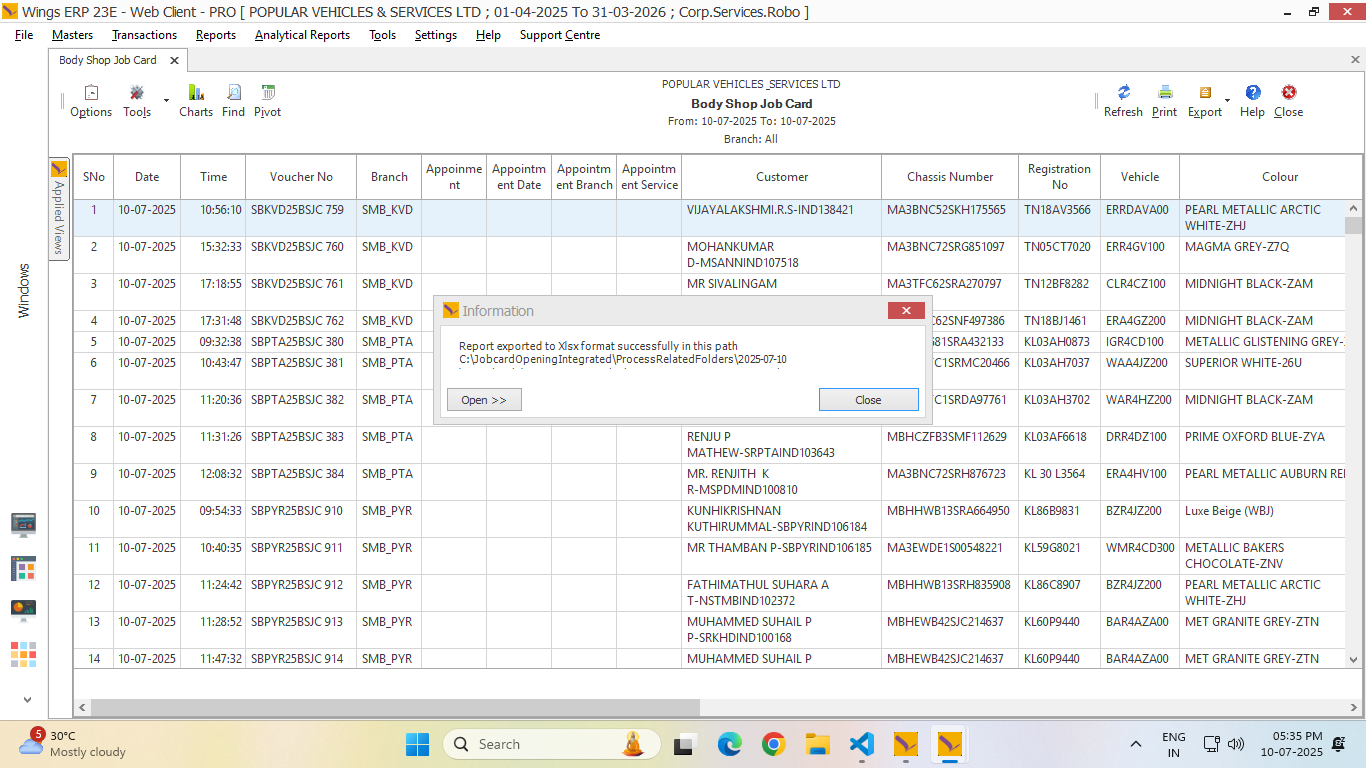 Wings ERP 23E - Web Client - PRO [ POPULAR VEHICLES & SERVICES LTD ; 01-04-2025 To 31-03-2026 ; Corp.Services.Robo ]
File Masters Transactions Reports Analytical Reports Tools Settings Help Support Centre
Body Shop Job Card
Options Tools Charts Find Pivot
POPULAR VEHICLES_SERVICES LTD
Body Shop Job Card
From: 10-07-2025 To: 10-07-2025
Branch: All
Refresh Print Export Help Close
Applied Views
Windows
SNo Date Time Voucher No Branch Appoinment Appointment Date Appointment Branch Appointment Service Customer Chassis Number Registration No Vehicle Colour
1 10-07-2025 10:56:10 SBKVD25BSJC 759 SMB_KVD VIJAYALAKSHMI.R.S-IND138421 MA3BNC52SKH175565 TN18AV3566 ERRDAVA00 PEARL METALLIC ARCTIC
WHITE-ZHJ
2 10-07-2025 15:32:33 SBKVD25BSJC 760 SMB_KVD MOHANKUMAR MA3BNC72SRG851097 TN05CT7020 ERR4GV100 MAGMA GREY-Z7Q
D-MSANNIND107518
3 10-07-2025 17:18:55 SBKVD25BSJC 761 SMB_KVD MR SIVALINGAM MA3TFC62SRA270797 TN12BF8282 CLR4CZ100 MIDNIGHT BLACK-ZAM
4 10-07-2025 17:31:48 SBKVD25BSJC 762 SMB_KVD C62SNF497386 TN18BJ1461 ERA4GZ200 MIDNIGHT BLACK-ZAM
5 10-07-2025 09:32:38 SBPTA25BSJC 380 SMB_PTA 81SRA432133 KL03AH0873 IGR4CD100 METALLIC GLISTENING GREY-
6 10-07-2025 10:43:47 SBPTA25BSJC 381 SMB_PTA C1SRMC20466 KL03AH7037 WAA4JZ200 SUPERIOR WHITE-26U
7 10-07-2025 11:20:36 SBPTA25BSJC 382 SMB_PTA C1SRDA97761 KL03AH3702 WAR4HZ200 MIDNIGHT BLACK-ZAM
8 10-07-2025 11:31:26 SBPTA25BSJC 383 SMB_PTA RENJU P MBHCZFB3SMF112629 KL03AF6618 DRR4DZ100 PRIME OXFORD BLUE-ZYA
MATHEW-SRPTAIND103643
9 10-07-2025 12:08:32 SBPTA25BSJC 384 SMB_PTA MR. RENJITH K MA3BNC72SRH876723 KL 30 L3564 ERA4HV100 PEARL METALLIC AUBURN RE
R-MSPDMIND100810
10 10-07-2025 09:54:33 SBPYR25BSJC 910 SMB_PYR KUNHIKRISHNAN MBHHWB13SRA664950 KL86B9831 BZR4JZ200 Luxe Beige (WBJ)
KUTHIRUMMAL-SBPYRIND106184
11 10-07-2025 10:40:35 SBPYR25BSJC 911 SMB_PYR MR THAMBAN P-SBPYRIND106185 MA3EWDE1S00548221 KL59G8021 WMR4CD300 METALLIC BAKERS
CHOCOLATE-ZNV
12 10-07-2025 11:24:42 SBPYR25BSJC 912 SMB_PYR FATHIMATHUL SUHARA A MBHHWB13SRH835908 KL86C8907 BZR4JZ200 PEARL METALLIC ARCTIC
T-NSTMBIND102372 WHITE-ZHJ
13 10-07-2025 11:28:52 SBPYR25BSJC 913 SMB_PYR MUHAMMED SUHAIL P MBHEWB42SJC214637 KL60P9440 BAR4AZA00 MET GRANITE GREY-ZTN
P-SRKHDIND100168
14 10-07-2025 11:47:32 SBPYR25BSJC 914 SMB_PYR MUHAMMED SUHAIL P MBHEWB42SJC214637 KL60P9440 BAR4AZA00 MET GRANITE GREY-ZTN
Information
Report exported to Xlsx format successfully in this path
C:\JobcardOpeningIntegrated\ProcessRelatedFolders\2025-07-10
Open >> Close
5 30°C
Mostly cloudy
Search
ENG
IN
05:35 PM
10-07-2025